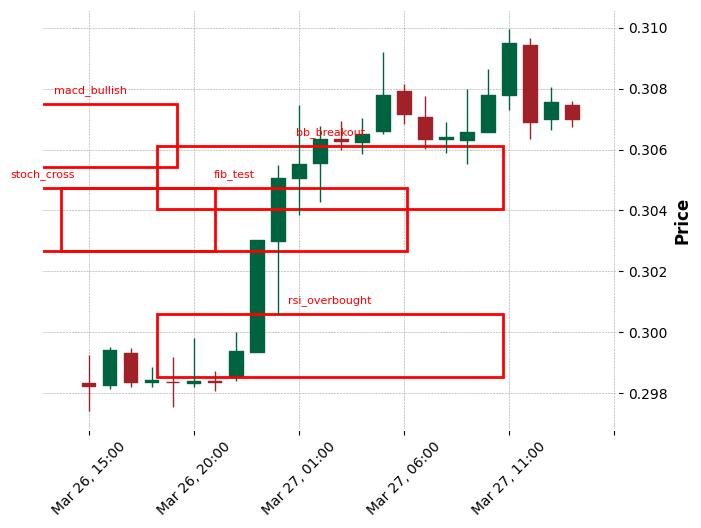 macd_bullish
bb_breakout
stoch_cross
fib_test
rsi_overbought
0.310
0.308
0.306
0.304
0.302
0.300
0.298
Price
Mar 26, 15:00
Mar 26, 20:00
Mar 27, 01:00
Mar 27, 06:00
Mar 27, 11:00